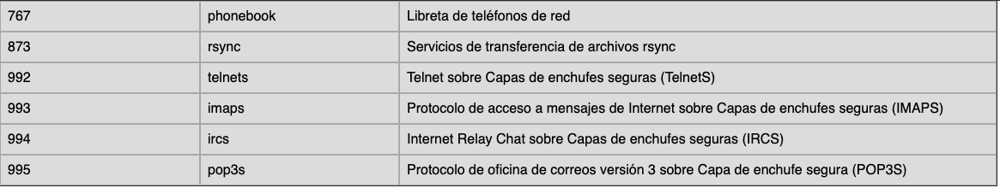 767 phonebook Libreta de teléfonos de red
873 rsync Servicios de transferencia de archivos rsync
992 telnets Telnet sobre Capas de enchufes seguras (TelnetS)
993 imaps Protocolo de acceso a mensajes de Internet sobre Capas de enchufes seguras (IMAPS)
994 ircs Internet Relay Chat sobre Capas de enchufes seguras (IRCS)
995 pop3s Protocolo de oficina de correos versión 3 sobre Capa de enchufe segura (POP3S)